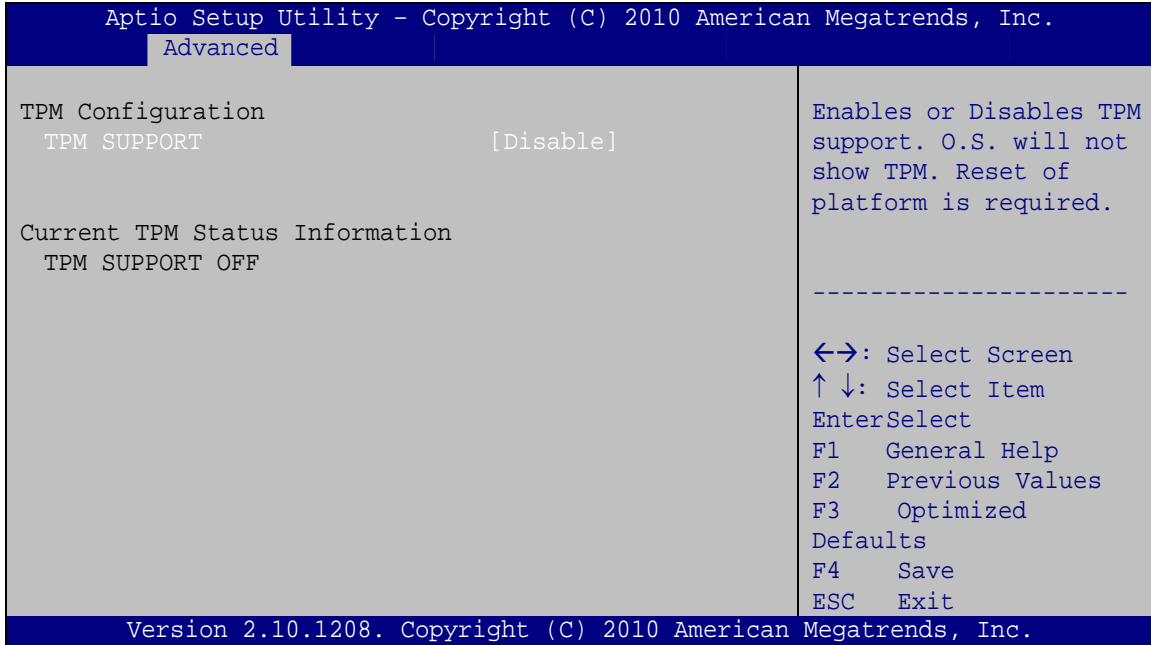 Aptio Setup Utility – Copyright (C) 2010 American Megatrends, Inc.
Advanced
TPM Configuration
TPM SUPPORT [Disable]
Current TPM Status Information
TPM SUPPORT OFF
Enables or Disables TPM
support. O.S. will not
show TPM. Reset of
platform is required.
----------------------
←→: Select Screen
↑ ↓: Select Item
EnterSelect
F1 General Help
F2 Previous Values
F3 Optimized
Defaults
F4 Save
ESC Exit
Version 2.10.1208. Copyright (C) 2010 American Megatrends, Inc.